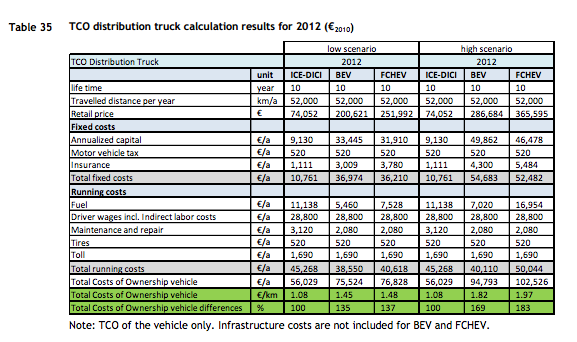 Table 35 TCO distribution truck calculation results for 2012 (€2010)
low scenario high scenario
TCO Distribution Truck 2012 2012
unit ICE-DICI BEV FCHEV ICE-DICI BEV FCHEV
life time year 10 10 10 10 10 10
Travelled distance per year km/a 52,000 52,000 52,000 52,000 52,000 52,000
Retail price € 74,052 200,621 251,992 74,052 286,684 365,595
Fixed costs
Annualized capital €/a 9,130 33,445 31,910 9,130 49,862 46,478
Motor vehicle tax €/a 520 520 520 520 520 520
Insurance €/a 1,111 3,009 3,780 1,111 4,300 5,484
Total fixed costs €/a 10,761 36,974 36,210 10,761 54,683 52,482
Running costs
Fuel €/a 11,138 5,460 7,528 11,138 7,020 16,954
Driver wages incl. Indirect labor costs €/a 28,800 28,800 28,800 28,800 28,800 28,800
Maintenance and repair €/a 3,120 2,080 2,080 3,120 2,080 2,080
Tires €/a 520 520 520 520 520 520
Toll €/a 1,690 1,690 1,690 1,690 1,690 1,690
Total running costs €/a 45,268 38,550 40,618 45,268 40,110 50,044
Total Costs of Ownership vehicle €/a 56,029 75,524 76,828 56,029 94,793 102,526
Total Costs of Ownership vehicle €/km 1.08 1.45 1.48 1.08 1.82 1.97
Total Costs of Ownership vehicle differences % 100 135 137 100 169 183
Note: TCO of the vehicle only. Infrastructure costs are not included for BEV and FCHEV.